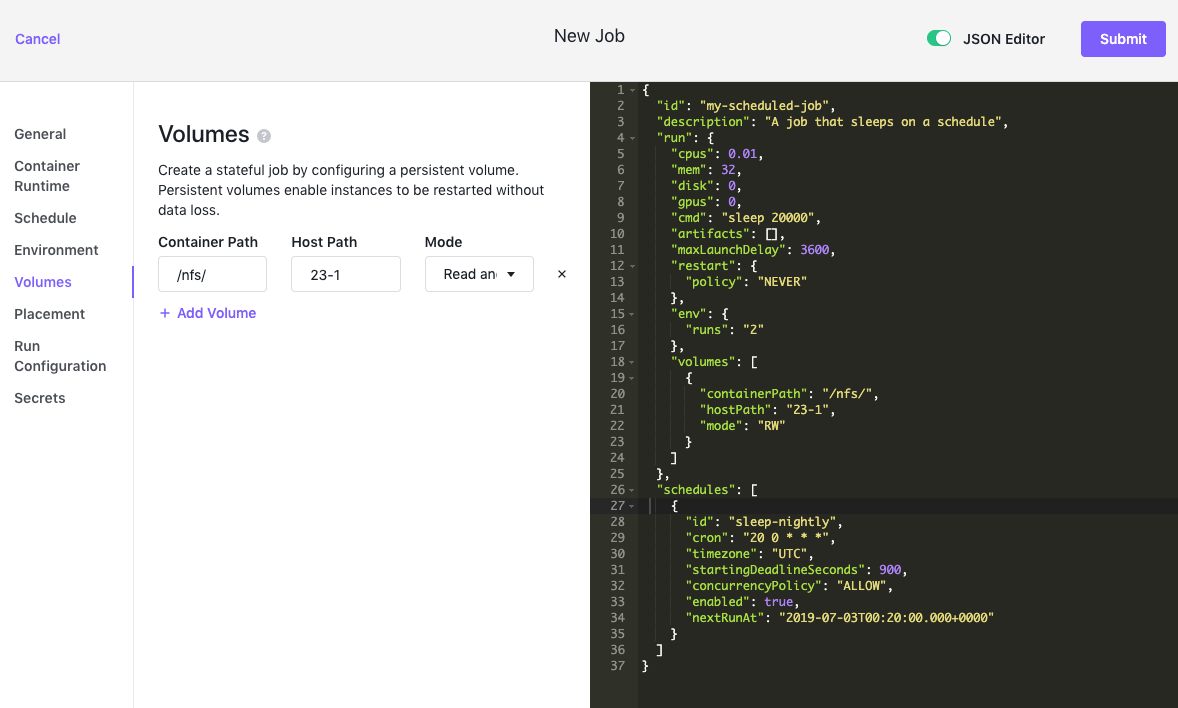 Cancel
New Job
JSON Editor
Submit
General
Container
Runtime
Schedule
Environment
Volumes
Placement
Run
Configuration
Secrets
Volumes ?
Create a stateful job by configuring a persistent volume.
Persistent volumes enable instances to be restarted without
data loss.
Container Path Host Path Mode
/nfs/ 23-1 Read an
+ Add Volume
1 {
2 "id": "my-scheduled-job",
3 "description": "A job that sleeps on a schedule",
4 "run": {
5 "cpus": 0.01,
6 "mem": 32,
7 "disk": 0,
8 "gpus": 0,
9 "cmd": "sleep 20000",
10 "artifacts": [],
11 "maxLaunchDelay": 3600,
12 "restart": {
13 "policy": "NEVER"
14 },
15 "env": {
16 "runs": "2"
17 },
18 "volumes": [
19 {
20 "containerPath": "/nfs/",
21 "hostPath": "23-1",
22 "mode": "RW"
23 }
24 ]
25 },
26 "schedules": [
27 {
28 "id": "sleep-nightly",
29 "cron": "20 0 * * *",
30 "timezone": "UTC",
31 "startingDeadlineSeconds": 900,
32 "concurrencyPolicy": "ALLOW",
33 "enabled": true,
34 "nextRunAt": "2019-07-03T00:20:00.000+0000"
35 }
36 ]
37 }